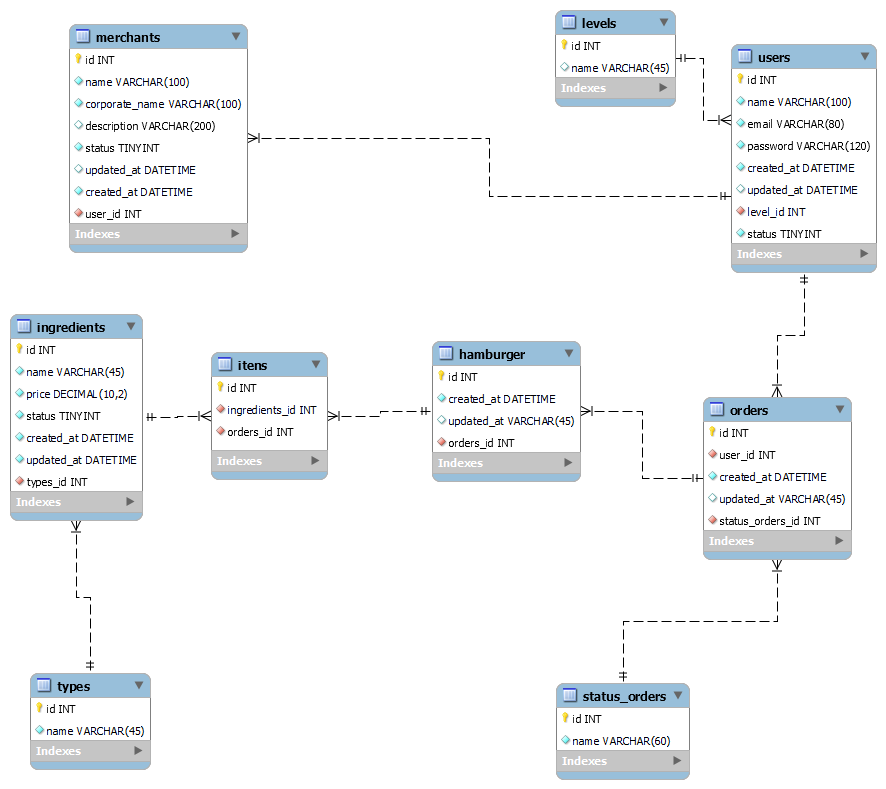 merchants
id INT
name VARCHAR(100)
corporate_name VARCHAR(100)
description VARCHAR(200)
status TINYINT
updated_at DATETIME
created_at DATETIME
user_id INT
Indexes
levels
id INT
name VARCHAR(45)
Indexes
users
id INT
name VARCHAR(100)
email VARCHAR(80)
password VARCHAR(120)
created_at DATETIME
updated_at DATETIME
level_id INT
status TINYINT
Indexes
ingredients
id INT
name VARCHAR(45)
price DECIMAL(10,2)
status TINYINT
created_at DATETIME
updated_at DATETIME
types_id INT
Indexes
itens
id INT
ingredients_id INT
orders_id INT
Indexes
hamburger
id INT
created_at DATETIME
updated_at VARCHAR(45)
orders_id INT
Indexes
orders
id INT
user_id INT
created_at DATETIME
updated_at VARCHAR(45)
status_orders_id INT
Indexes
types
id INT
name VARCHAR(45)
Indexes
status_orders
id INT
name VARCHAR(60)
Indexes